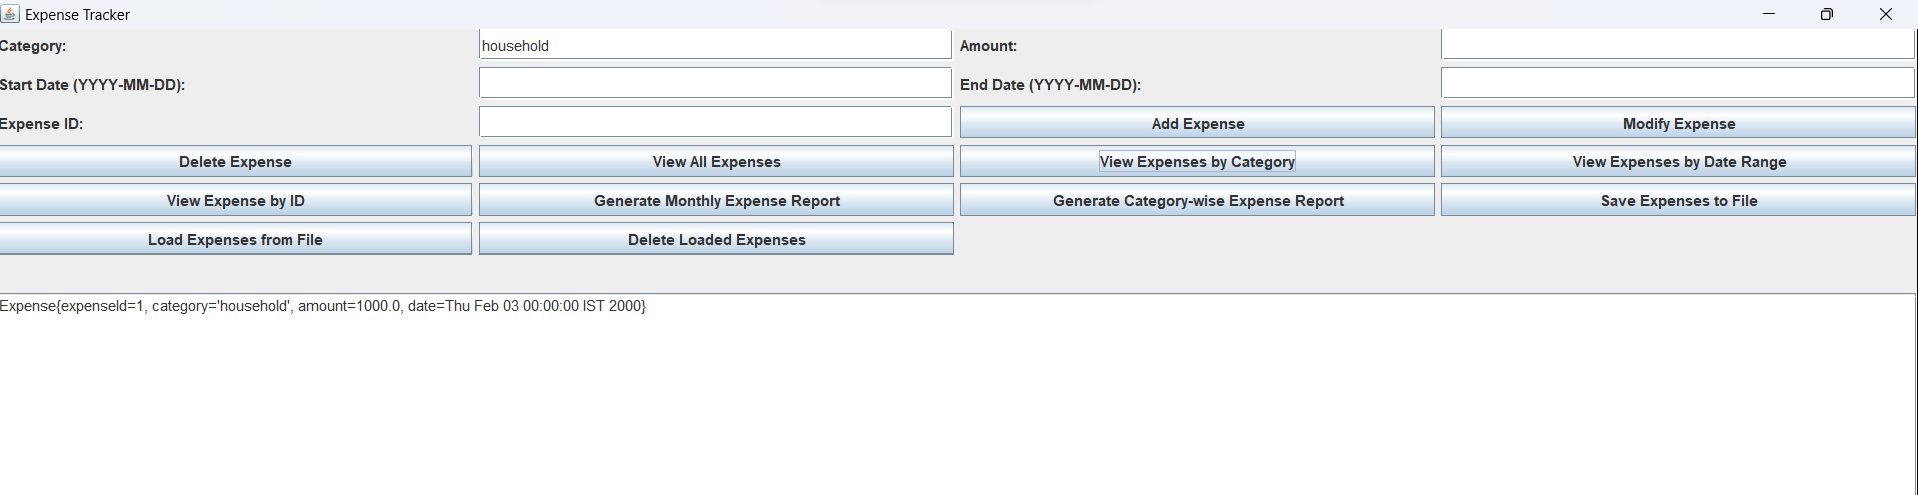 Expense Tracker
Category: household Amount:
Start Date (YYYY-MM-DD): End Date (YYYY-MM-DD):
Expense ID: Add Expense Modify Expense
Delete Expense View All Expenses View Expenses by Category View Expenses by Date Range
View Expense by ID Generate Monthly Expense Report Generate Category-wise Expense Report Save Expenses to File
Load Expenses from File Delete Loaded Expenses
Expense{expenseId=1, category='household', amount=1000.0, date=Thu Feb 03 00:00:00 IST 2000}